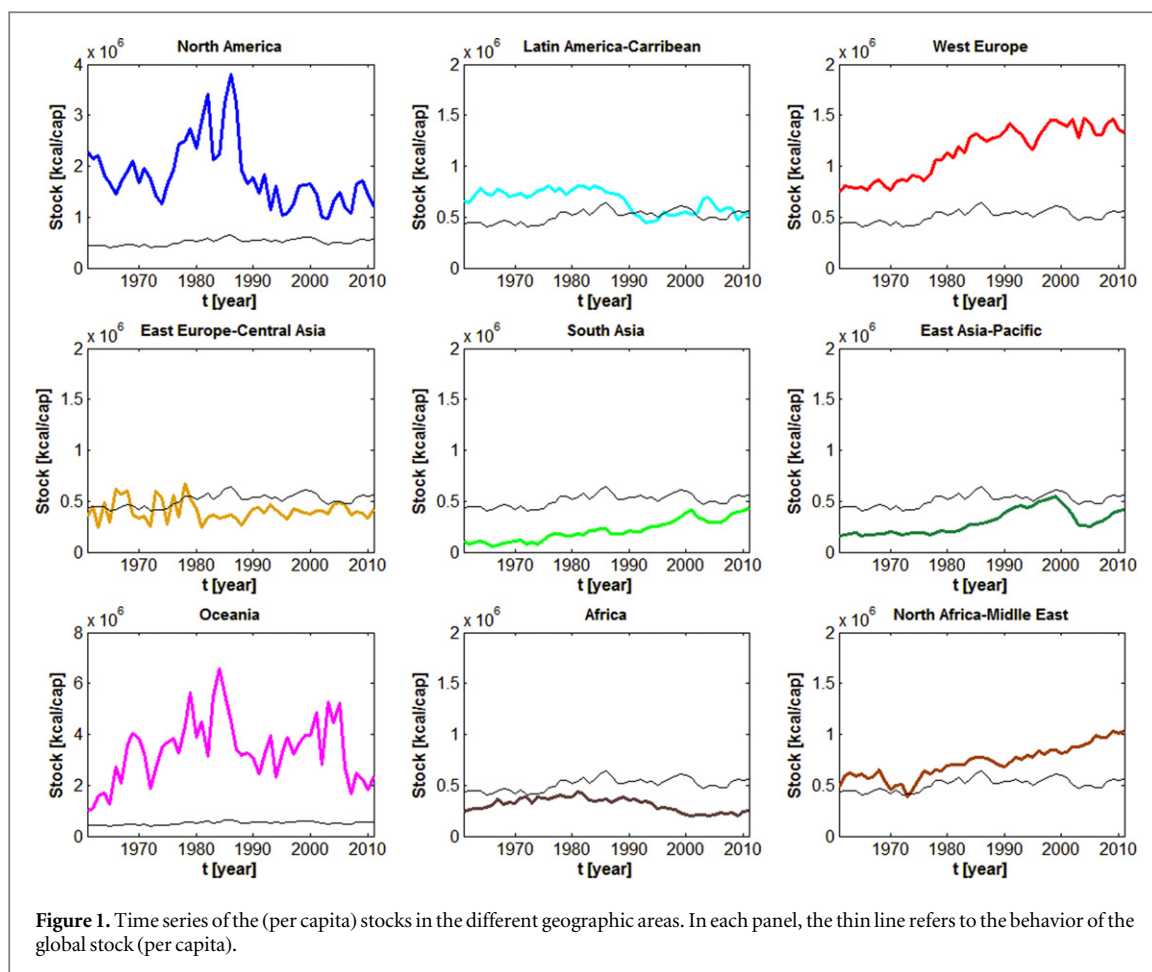 North America
Latin America-Carribean
West Europe
x 10^6
x 10^6
x 10^6
Stock [kcal/cap]
4
3
2
1
0
1970 1980 1990 2000 2010
t [year]
Stock [kcal/cap]
2
1.5
1
0.5
0
1970 1980 1990 2000 2010
t [year]
Stock [kcal/cap]
2
1.5
1
0.5
0
1970 1980 1990 2000 2010
t [year]
East Europe-Central Asia
South Asia
East Asia-Pacific
x 10^6
x 10^6
x 10^6
Stock [kcal/cap]
2
1.5
1
0.5
0
1970 1980 1990 2000 2010
t [year]
Stock [kcal/cap]
2
1.5
1
0.5
0
1970 1980 1990 2000 2010
t [year]
Stock [kcal/cap]
2
1.5
1
0.5
0
1970 1980 1990 2000 2010
t [year]
Oceania
Africa
North Africa-Midlle East
x 10^6
x 10^6
x 10^6
Stock [kcal/cap]
8
6
4
2
0
1970 1980 1990 2000 2010
t [year]
Stock [kcal/cap]
2
1.5
1
0.5
0
1970 1980 1990 2000 2010
t [year]
Stock [kcal/cap]
2
1.5
1
0.5
0
1970 1980 1990 2000 2010
t [year]
Figure 1. Time series of the (per capita) stocks in the different geographic areas. In each panel, the thin line refers to the behavior of the
global stock (per capita).